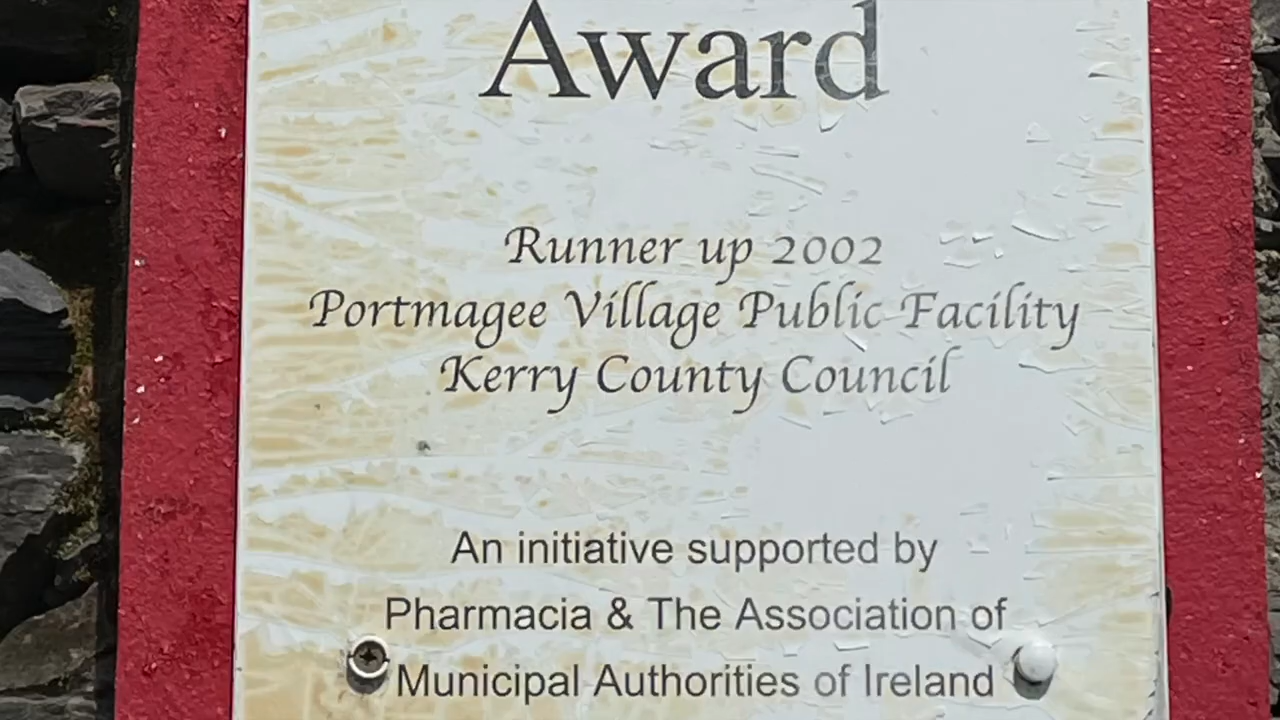 Award
Runner up 2002
Portmagee Village Public Facility
Kerry County Council
An initiative supported by
Pharmacia & The Association of
Municipal Authorities of Ireland